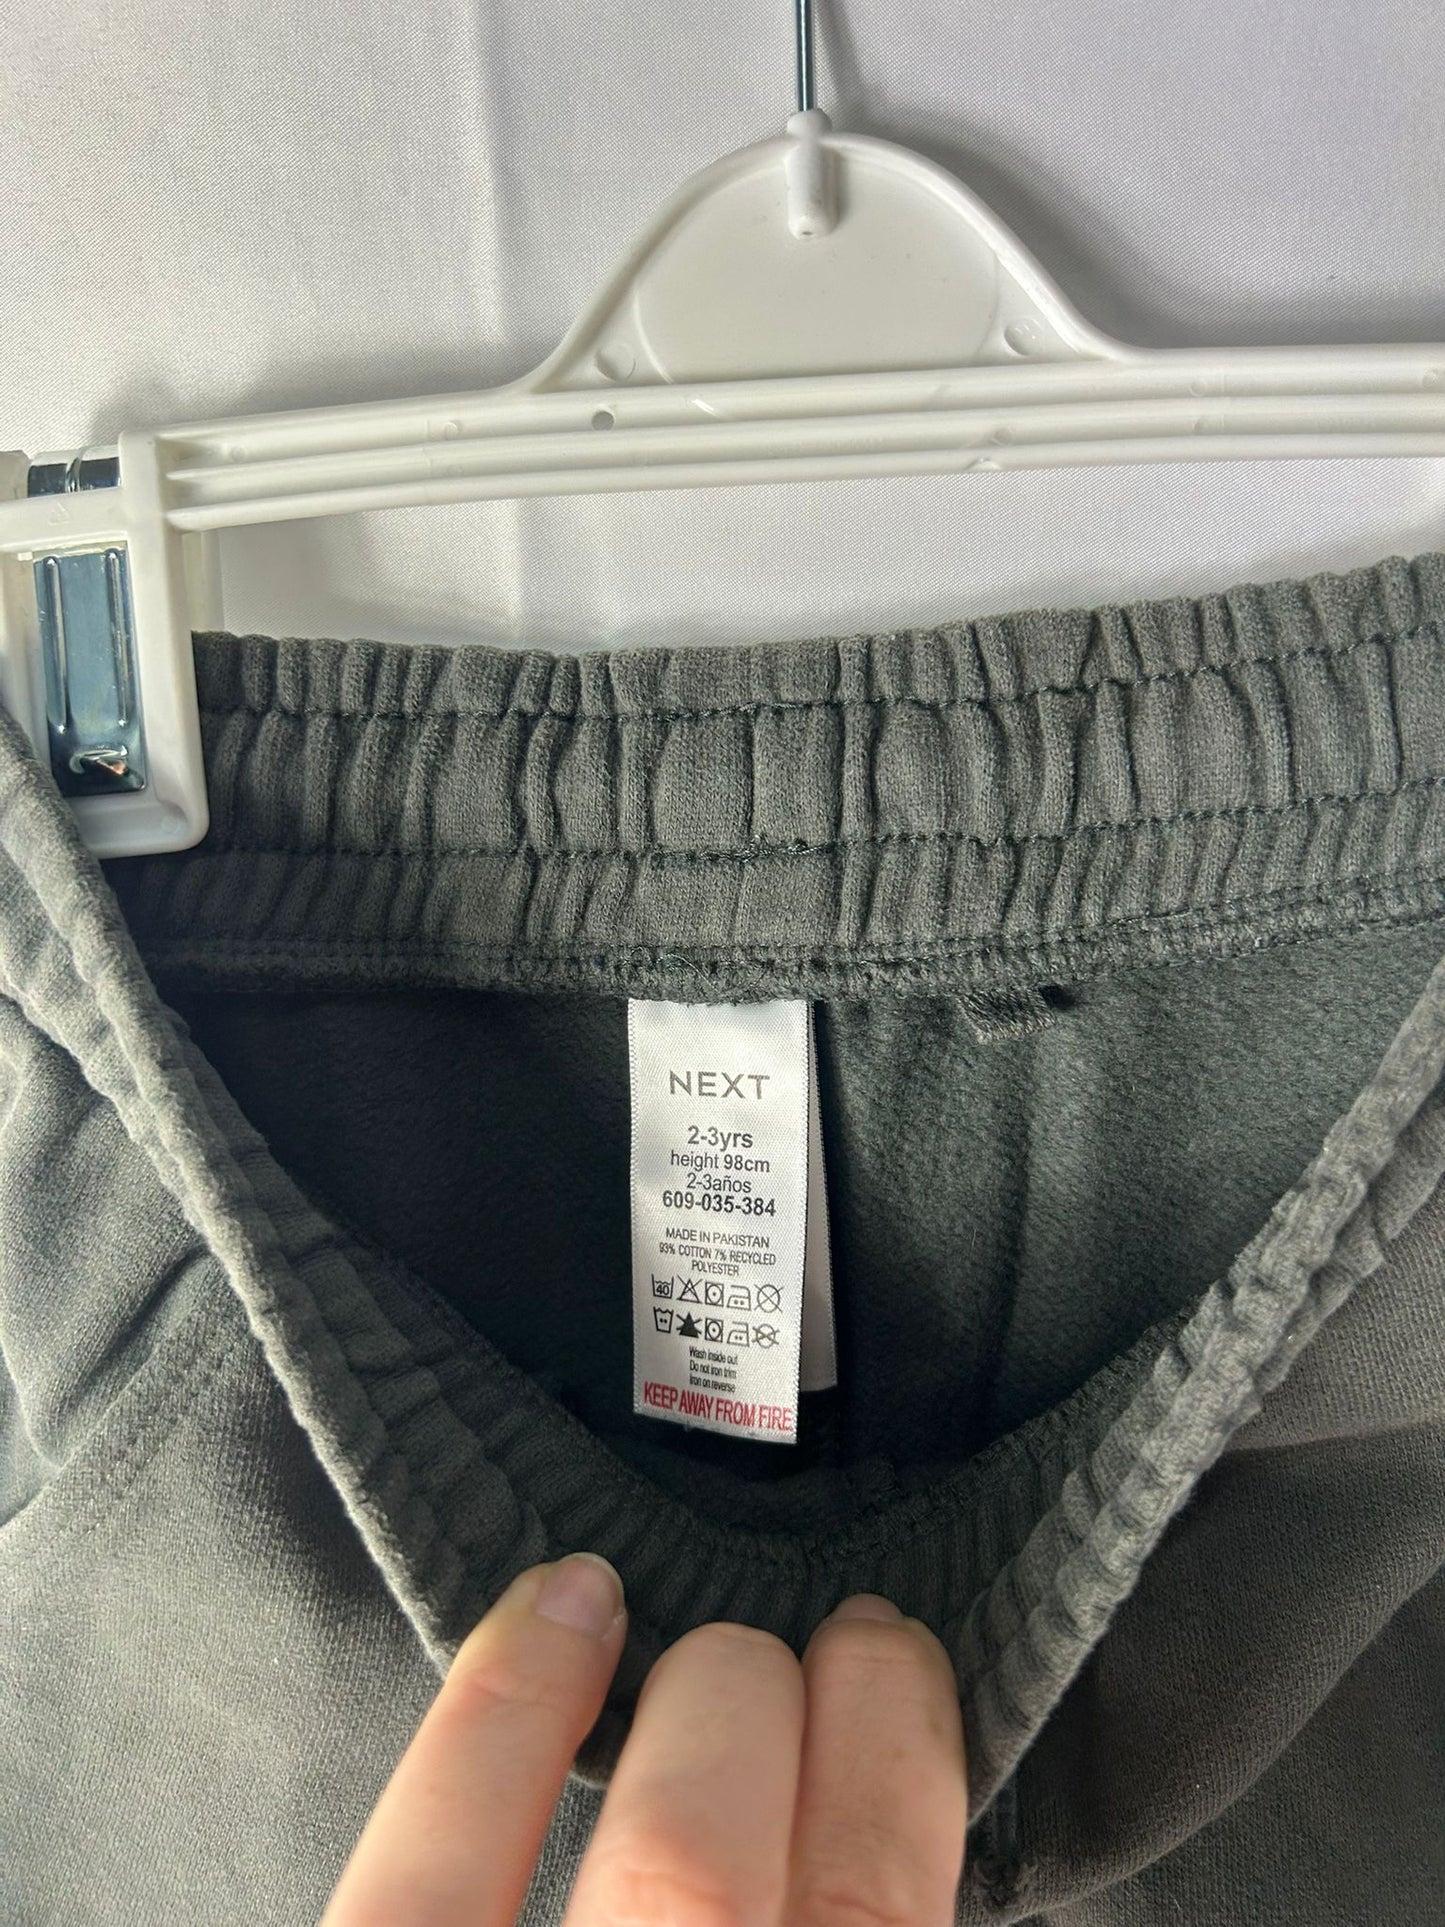 NEXT
2-3yrs
height 98cm
2-3años
609-035-384
MADE IN PAKISTAN
93% COTTON 7% RECYCLED
POLYESTER
40
Wash inside out
Do not iron trim
Iron on reverse
KEEP AWAY FROM FIRE